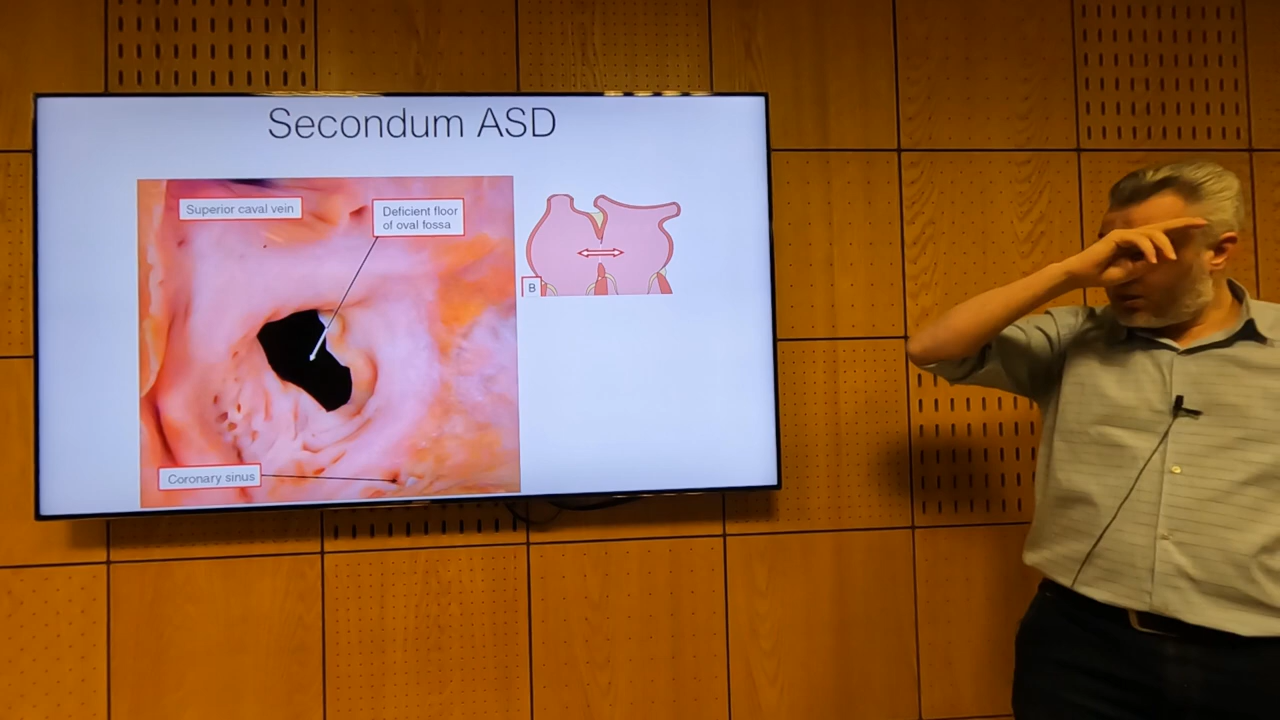 Secondum ASD
Superior caval vein
Deficient floor
of oval fossa
B
Coronary sinus